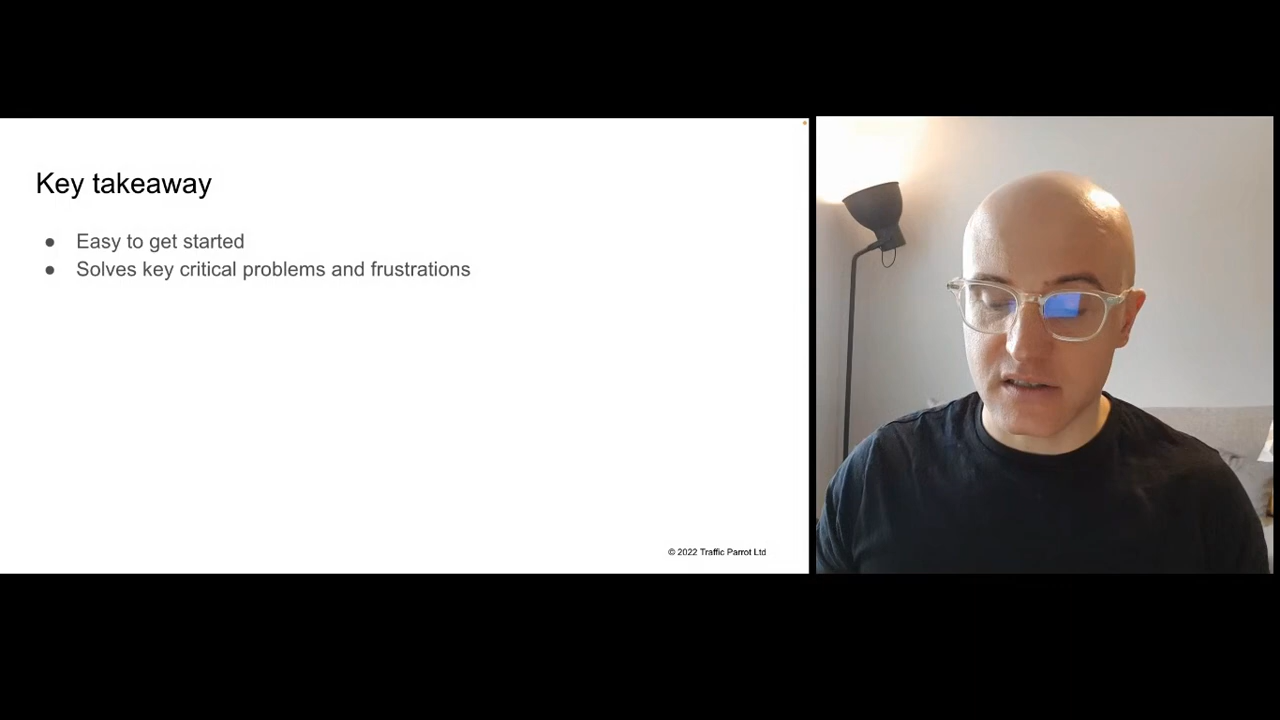 Key takeaway
● Easy to get started
● Solves key critical problems and frustrations
© 2022 Traffic Parrot Ltd